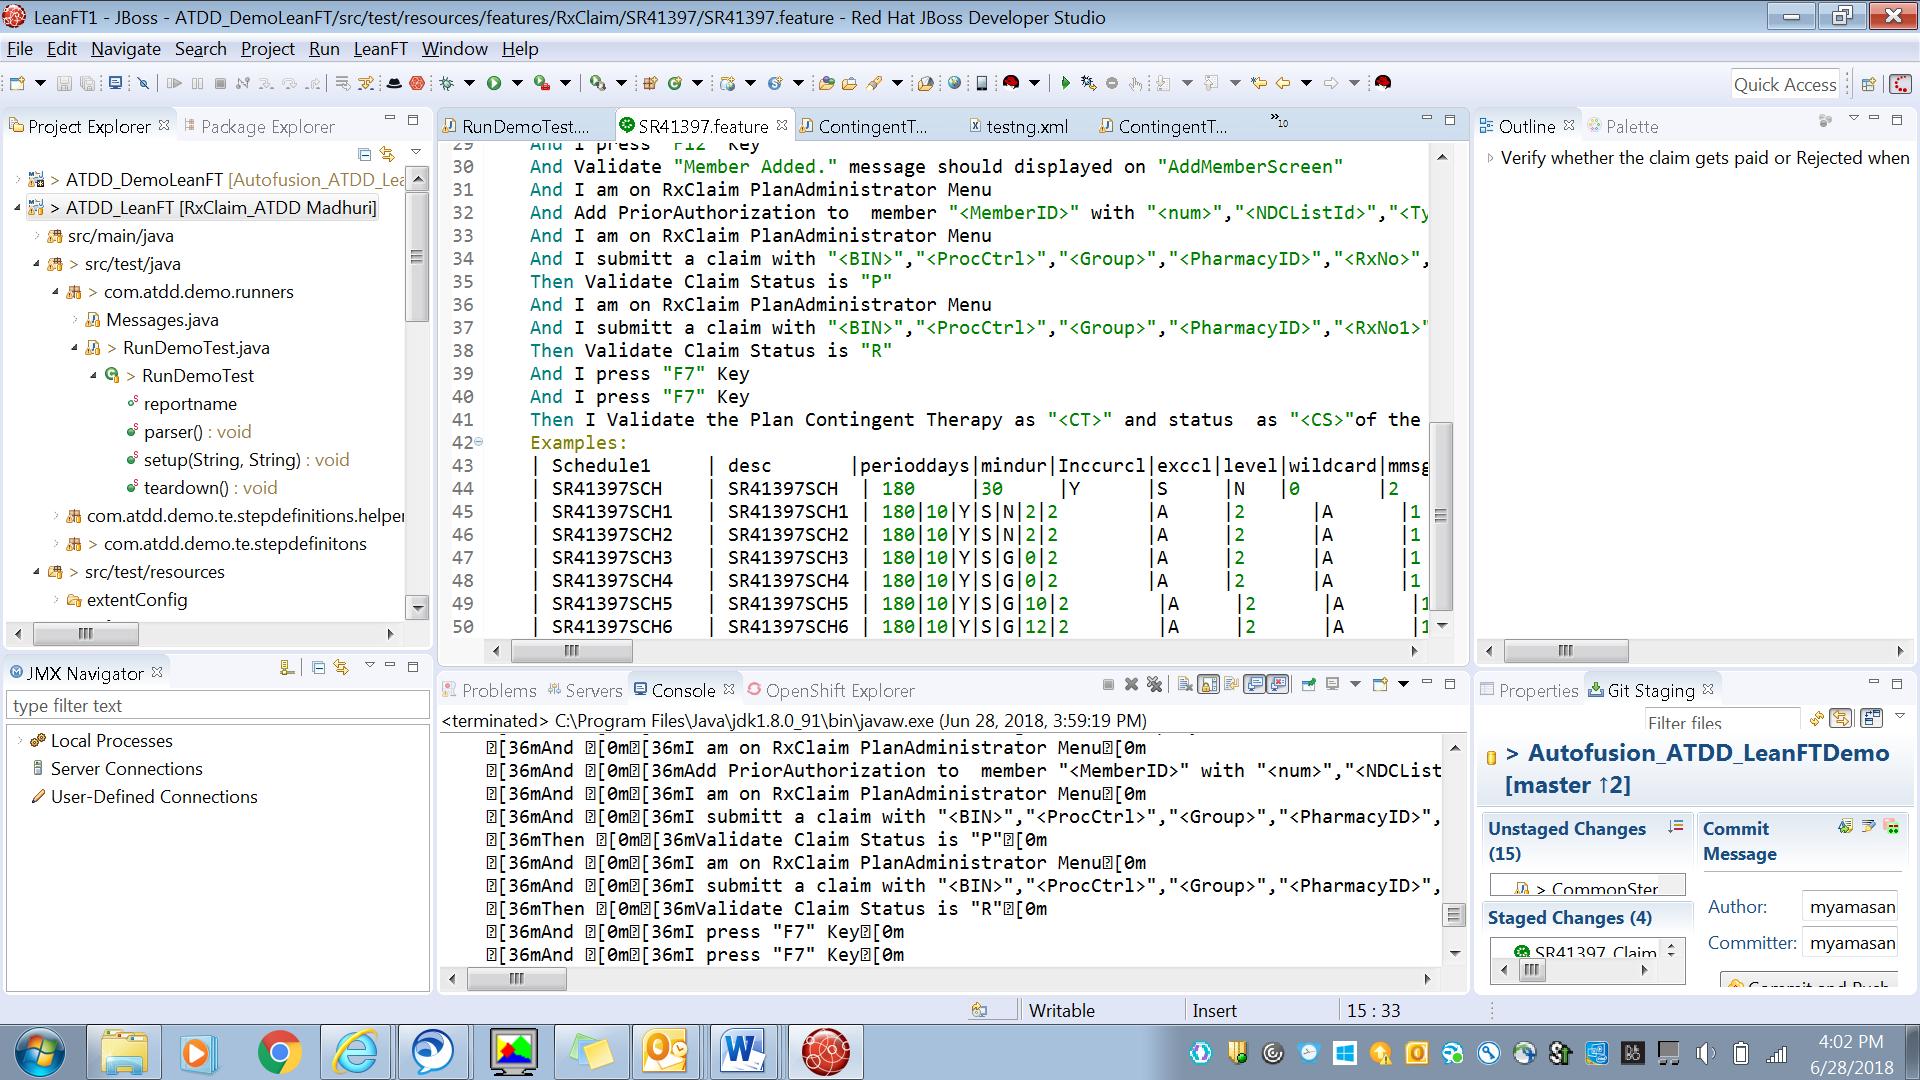 LeanFT1 - JBoss - ATDD_DemoLeanFT/src/test/resources/features/RxClaim/SR41397/SR41397.feature - Red Hat JBoss Developer Studio
File Edit Navigate Search Project Run LeanFT Window Help
Quick Access
Project Explorer
Package Explorer
> ATDD_DemoLeanFT [Autofusion_ATDD_Lea
> ATDD_LeanFT [RxClaim_ATDD Madhuri]
src/main/java
> src/test/java
> com.atdd.demo.runners
Messages.java
> RunDemoTest.java
> RunDemoTest
reportname
parser() : void
setup(String, String) : void
teardown() : void
com.atdd.demo.te.stepdefinitions.helper
> com.atdd.demo.te.stepdefinitons
> src/test/resources
extentConfig
RunDemoTest....
SR41397.feature
ContingentT...
testng.xml
ContingentT...
»10
29 And I press "F12" Key
30 And Validate "Member Added." message should displayed on "AddMemberScreen"
31 And I am on RxClaim PlanAdministrator Menu
32 And Add PriorAuthorization to  member "<MemberID>" with "<num>","<NDCListId>","<Ty
33 And I am on RxClaim PlanAdministrator Menu
34 And I submitt a claim with "<BIN>","<ProcCtrl>","<Group>","<PharmacyID>","<RxNo>",
35 Then Validate Claim Status is "P"
36 And I am on RxClaim PlanAdministrator Menu
37 And I submitt a claim with "<BIN>","<ProcCtrl>","<Group>","<PharmacyID>","<RxNo1>"
38 Then Validate Claim Status is "R"
39 And I press "F7" Key
40 And I press "F7" Key
41 Then I Validate the Plan Contingent Therapy as "<CT>" and status  as "<CS>"of the
42 Examples:
43 | Schedule1 | desc |perioddays|mindur|Inccurcl|exccl|level|wildcard|mmsg
44 | SR41397SCH | SR41397SCH | 180 |30 |Y |S |N |0 |2
45 | SR41397SCH1 | SR41397SCH1 | 180|10|Y|S|N|2|2 |A |2 |A |1
46 | SR41397SCH2 | SR41397SCH2 | 180|10|Y|S|N|2|2 |A |2 |A |1
47 | SR41397SCH3 | SR41397SCH3 | 180|10|Y|S|G|0|2 |A |2 |A |1
48 | SR41397SCH4 | SR41397SCH4 | 180|10|Y|S|G|0|2 |A |2 |A |1
49 | SR41397SCH5 | SR41397SCH5 | 180|10|Y|S|G|10|2 |A |2 |A |1
50 | SR41397SCH6 | SR41397SCH6 | 180|10|Y|S|G|12|2 |A |2 |A |1
Outline
Palette
Verify whether the claim gets paid or Rejected when
JMX Navigator
type filter text
Local Processes
Server Connections
User-Defined Connections
Problems
Servers
Console
OpenShift Explorer
<terminated> C:\Program Files\Java\jdk1.8.0_91\bin\javaw.exe (Jun 28, 2018, 3:59:19 PM)
[36mAnd [0m[36mI am on RxClaim PlanAdministrator Menu[0m
[36mAnd [0m[36mAdd PriorAuthorization to  member "<MemberID>" with "<num>","<NDCList
[36mAnd [0m[36mI am on RxClaim PlanAdministrator Menu[0m
[36mAnd [0m[36mI submitt a claim with "<BIN>","<ProcCtrl>","<Group>","<PharmacyID>",
[36mThen [0m[36mValidate Claim Status is "P"[0m
[36mAnd [0m[36mI am on RxClaim PlanAdministrator Menu[0m
[36mAnd [0m[36mI submitt a claim with "<BIN>","<ProcCtrl>","<Group>","<PharmacyID>",
[36mThen [0m[36mValidate Claim Status is "R"[0m
[36mAnd [0m[36mI press "F7" Key[0m
[36mAnd [0m[36mI press "F7" Key[0m
Properties
Git Staging
Filter files
> Autofusion_ATDD_LeanFTDemo
[master ↑2]
Unstaged Changes
(15)
> CommonSter
Staged Changes (4)
SR41397_Claim
Commit
Message
Author: myamasan
Committer: myamasan
Commit and Push
Writable
Insert
15 : 33
4:02 PM
6/28/2018